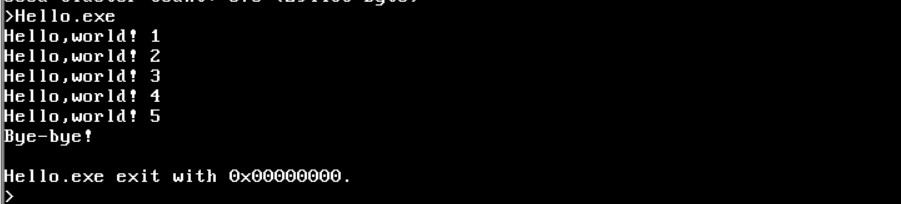 >Hello.exe
Hello,world! 1
Hello,world! 2
Hello,world! 3
Hello,world! 4
Hello,world! 5
Bye-bye!
Hello.exe exit with 0x00000000.
>